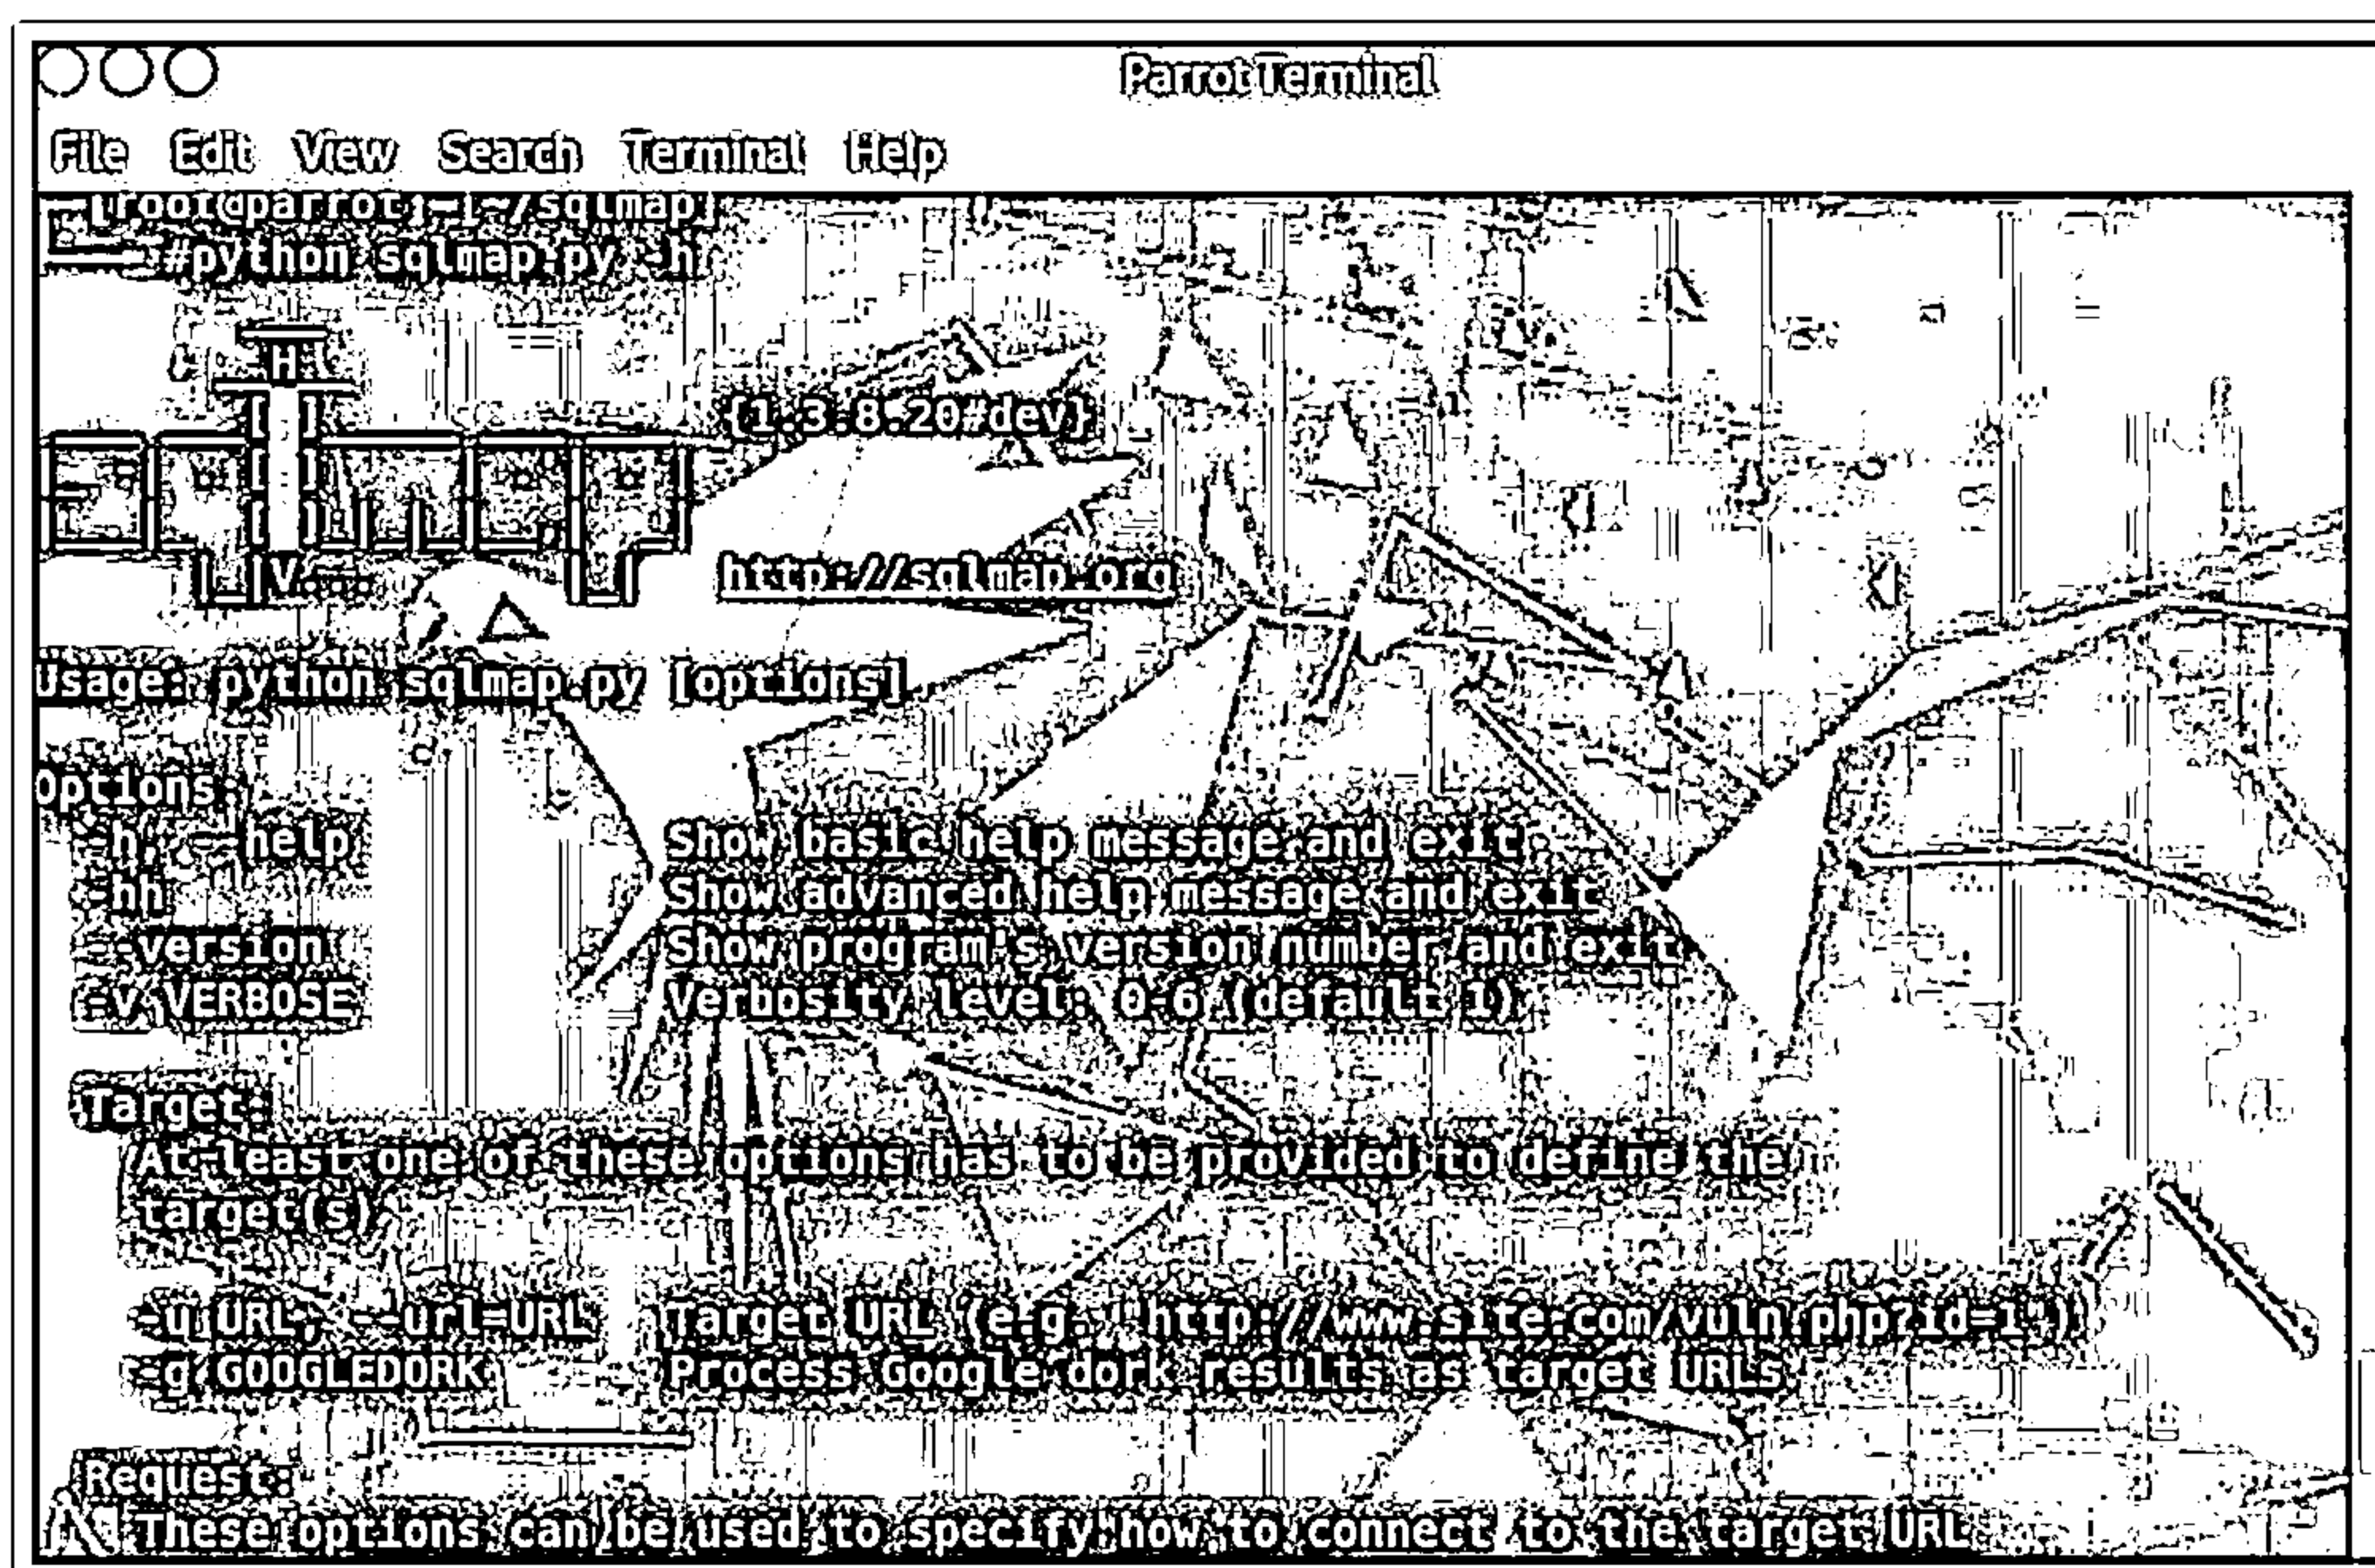 Parrot Terminal
File Edit View Search Terminal Help
[root@parrot]-[~/sqlmap]
#python sqlmap.py -h
H
{1.3.8.20#dev}
|_|V... |_| http://sqlmap.org
Usage: python sqlmap.py [options]
Options:
-h, --help Show basic help message and exit
-hh Show advanced help message and exit
--version Show program's version number and exit
-v VERBOSE Verbosity level: 0-6 (default 1)
Target:
At least one of these options has to be provided to define the
target(s)
-u URL, --url=URL Target URL (e.g. "http://www.site.com/vuln.php?id=1")
-g GOOGLEDORK Process Google dork results as target URLs
Request:
These options can be used to specify how to connect to the target URL